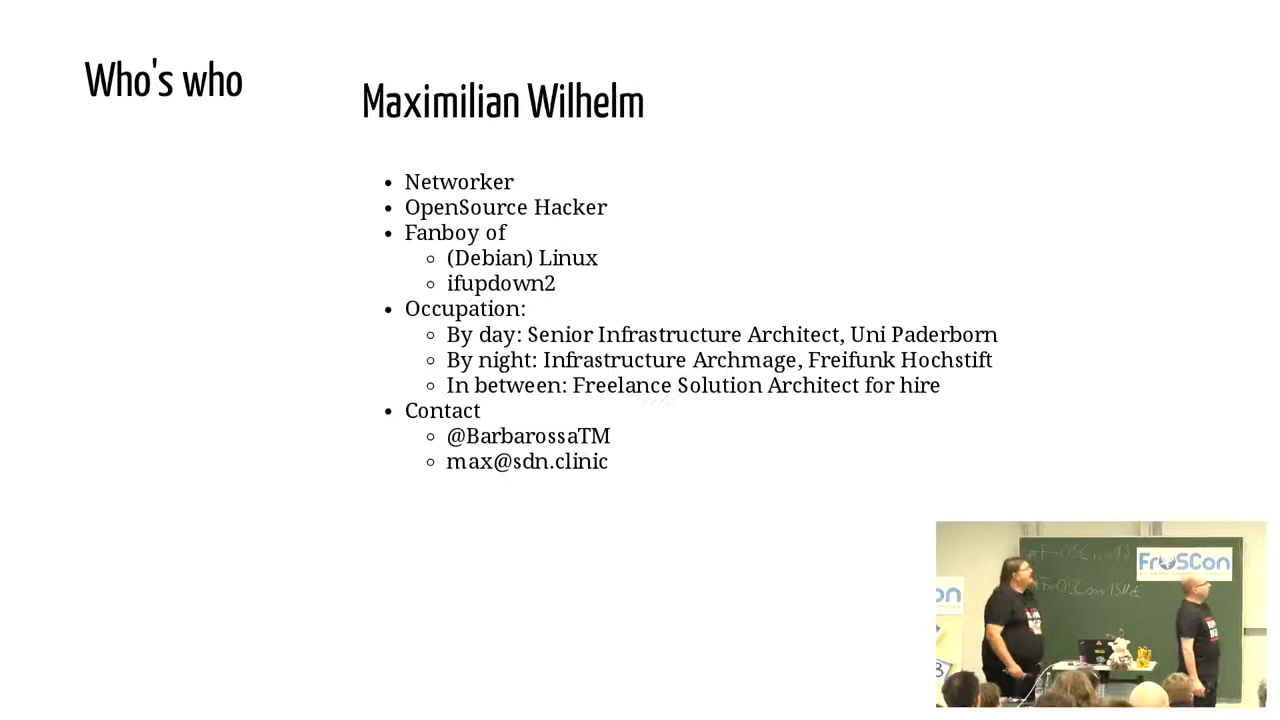 Who's who
Maximilian Wilhelm
Networker
OpenSource Hacker
Fanboy of
(Debian) Linux
ifupdown2
Occupation:
By day: Senior Infrastructure Architect, Uni Paderborn
By night: Infrastructure Archmage, Freifunk Hochstift
In between: Freelance Solution Architect for hire
Contact
@BarbarossaTM
max@sdn.clinic
FrOSCon
on